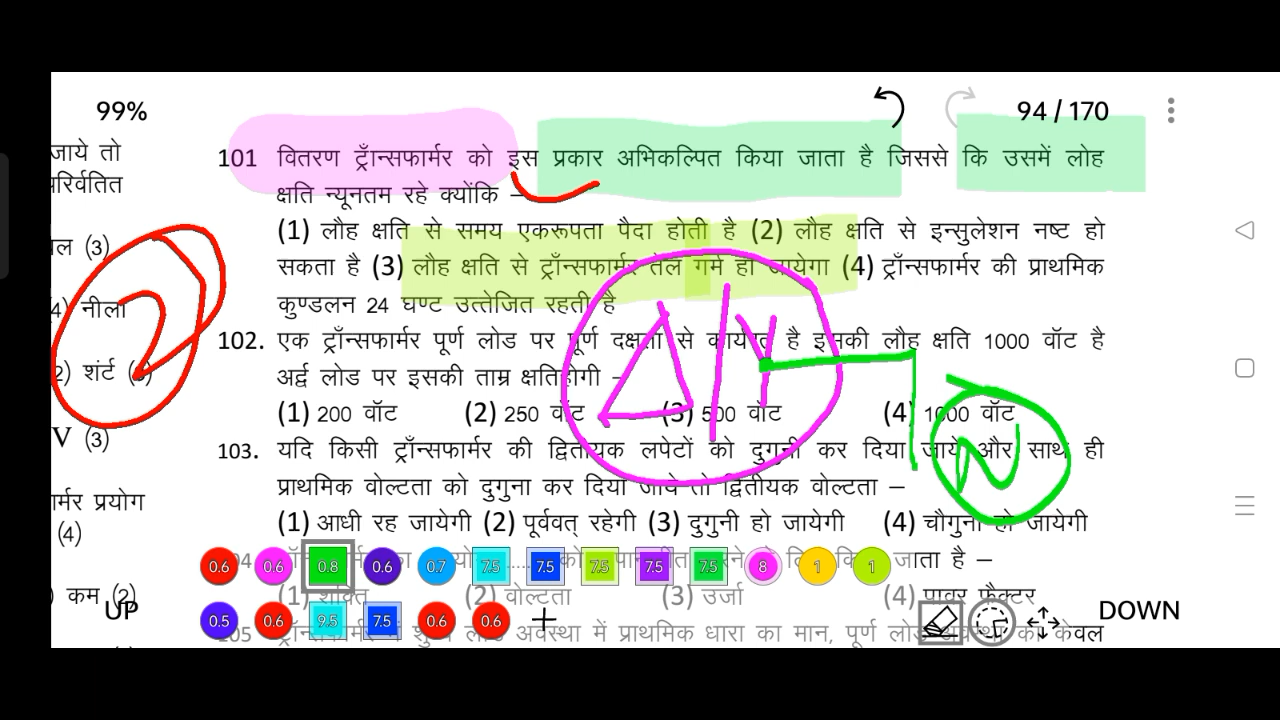 99%
94 / 170
जाये तो
परिर्वतित
ल (3)
4) नीला
2) शंर्ट
V (3)
ार्मर प्रयोग
(4)
) कम (2)
101 वितरण ट्राँन्सफार्मर को इस प्रकार अभिकल्पित किया जाता है जिससे कि उसमें लोह
क्षति न्यूनतम रहे क्योंकि –
(1) लौह क्षति से समय एकरूपता पैदा होती है (2) लौह क्षति से इन्सुलेशन नष्ट हो
सकता है (3) लौह क्षति से ट्राँन्सफार्मर तेल गर्म हो जायेगा (4) ट्राँन्सफार्मर की प्राथमिक
कुण्डलन 24 घण्ट उत्तेजित रहती है
102. एक ट्राँन्सफार्मर पूर्ण लोड पर पूर्ण दक्षता से कार्यरत है इसकी लौह क्षति 1000 वॉट है
अर्द्व लोड पर इसकी ताम्र क्षतिहोगी –
(1) 200 वॉट (2) 250 वॉट (3) 500 वॉट (4) 1000 वॉट
103. यदि किसी ट्राँन्सफार्मर की द्वितीयक लपेटों को दुगुनी कर दिया जाये और साथ ही
प्राथमिक वोल्टता को दुगुना कर दिया जाये तो द्वितीयक वोल्टता –
(1) आधी रह जायेगी (2) पूर्ववत् रहेगी (3) दुगुनी हो जायेगी (4) चौगुना हो जायेगी
जाता है –
(1) शक्ति (2) वोल्टता (3) उर्जा (4) पावर फ़ैक्टर
अवस्था में प्राथमिक धारा का मान, पूर्ण लोड अवस्था का केवल
Δ/Y
N
2
0.6 0.6 0.8 0.6 0.7 7.5 7.5 7.5 7.5 7.5 8 1 1
UP
0.5 0.6 9.5 7.5 0.6 0.6 +
DOWN